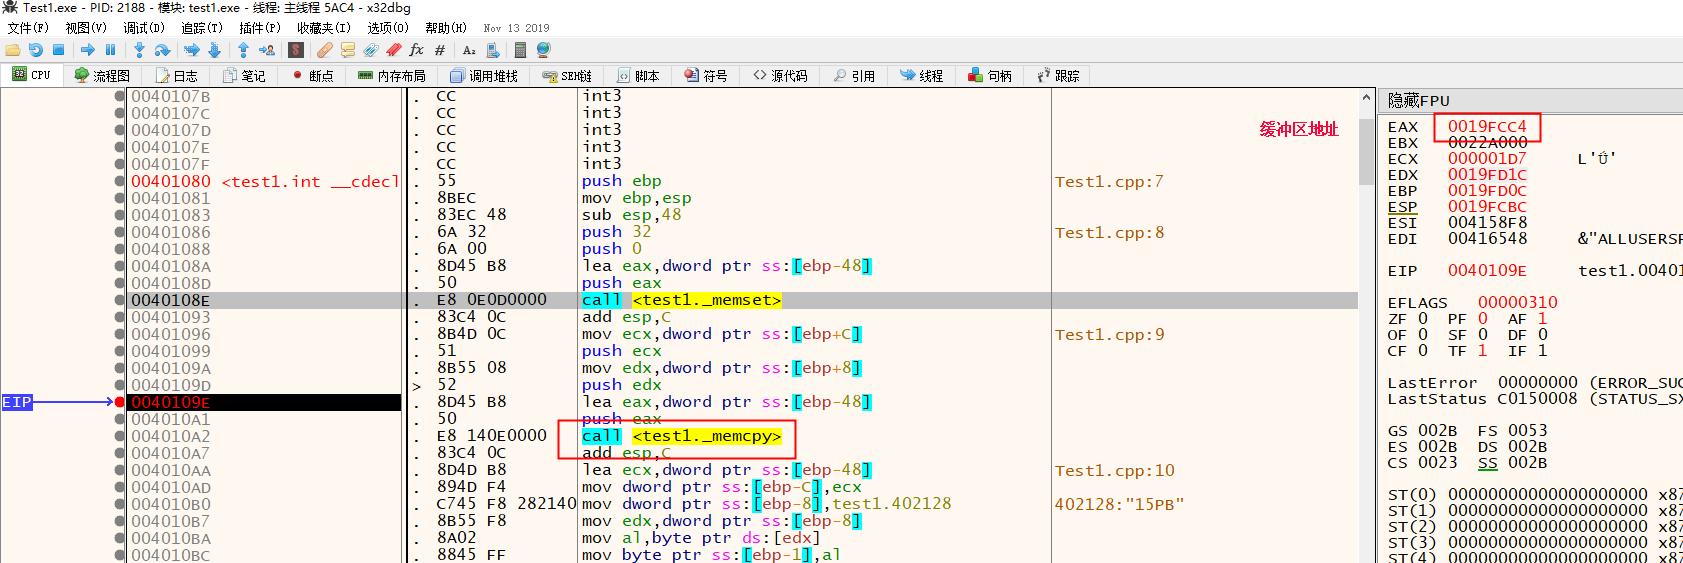 Test1.exe - PID: 2188 - 模块: test1.exe - 线程: 主线程 5AC4 - x32dbg
文件(F) 视图(V) 调试(D) 追踪(T) 插件(P) 收藏夹(I) 选项(O) 帮助(H) Nov 13 2019
CPU 流程图 日志 笔记 断点 内存布局 调用堆栈 SEH链 脚本 符号 源代码 引用 线程 句柄 跟踪
0040107B . CC int3
0040107C . CC int3
0040107D . CC int3
0040107E . CC int3
0040107F . CC int3
00401080 <test1.int __cdecl . 55 push ebp Test1.cpp:7
00401081 . 8BEC mov ebp,esp
00401083 . 83EC 48 sub esp,48
00401086 . 6A 32 push 32 Test1.cpp:8
00401088 . 6A 00 push 0
0040108A . 8D45 B8 lea eax,dword ptr ss:[ebp-48]
0040108D . 50 push eax
0040108E . E8 0E0D0000 call <test1._memset>
00401093 . 83C4 0C add esp,C
00401096 . 8B4D 0C mov ecx,dword ptr ss:[ebp+C] Test1.cpp:9
00401099 . 51 push ecx
0040109A . 8B55 08 mov edx,dword ptr ss:[ebp+8]
0040109D > 52 push edx
EIP 0040109E . 8D45 B8 lea eax,dword ptr ss:[ebp-48]
004010A1 . 50 push eax
004010A2 . E8 140E0000 call <test1._memcpy>
004010A7 . 83C4 0C add esp,C
004010AA . 8D4D B8 lea ecx,dword ptr ss:[ebp-48] Test1.cpp:10
004010AD . 894D F4 mov dword ptr ss:[ebp-C],ecx
004010B0 . C745 F8 282140 mov dword ptr ss:[ebp-8],test1.402128 402128:"15PB"
004010B7 . 8B55 F8 mov edx,dword ptr ss:[ebp-8]
004010BA . 8A02 mov al,byte ptr ds:[edx]
004010BC . 8845 FF mov byte ptr ss:[ebp-1],al
缓冲区地址
隐藏FPU
EAX 0019FCC4
EBX 0022A000
ECX 000001D7 L'Ǘ'
EDX 0019FD1C
EBP 0019FD0C
ESP 0019FCBC
ESI 004158F8
EDI 00416548 &"ALLUSERSP
EIP 0040109E test1.00401
EFLAGS 00000310
ZF 0 PF 0 AF 1
OF 0 SF 0 DF 0
CF 0 TF 1 IF 1
LastError 00000000 (ERROR_SUC
LastStatus C0150008 (STATUS_SX
GS 002B FS 0053
ES 002B DS 002B
CS 0023 SS 002B
ST(0) 00000000000000000000 x87
ST(1) 00000000000000000000 x87
ST(2) 00000000000000000000 x87
ST(3) 00000000000000000000 x87
ST(4) 00000000000000000000 x87